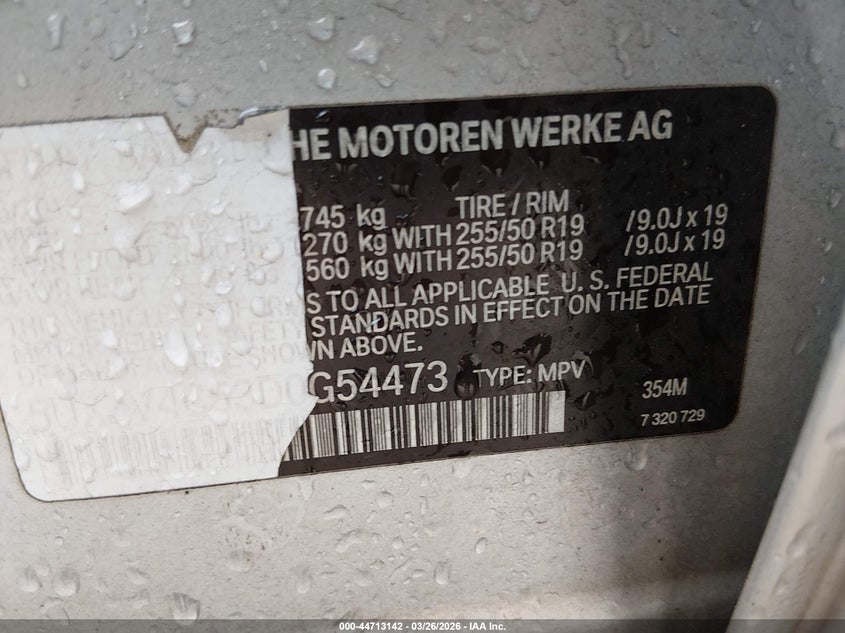 HE MOTOREN WERKE AG
745 kg TIRE / RIM
270 kg WITH 255/50 R19 /9.0J x 19
560 kg WITH 255/50 R19 /9.0J x 19
S TO ALL APPLICABLE U. S. FEDERAL
STANDARDS IN EFFECT ON THE DATE
WN ABOVE.
G54473 TYPE: MPV 354M
7 320 729
000-44713142 | 03/26/2026 - IAA Inc.